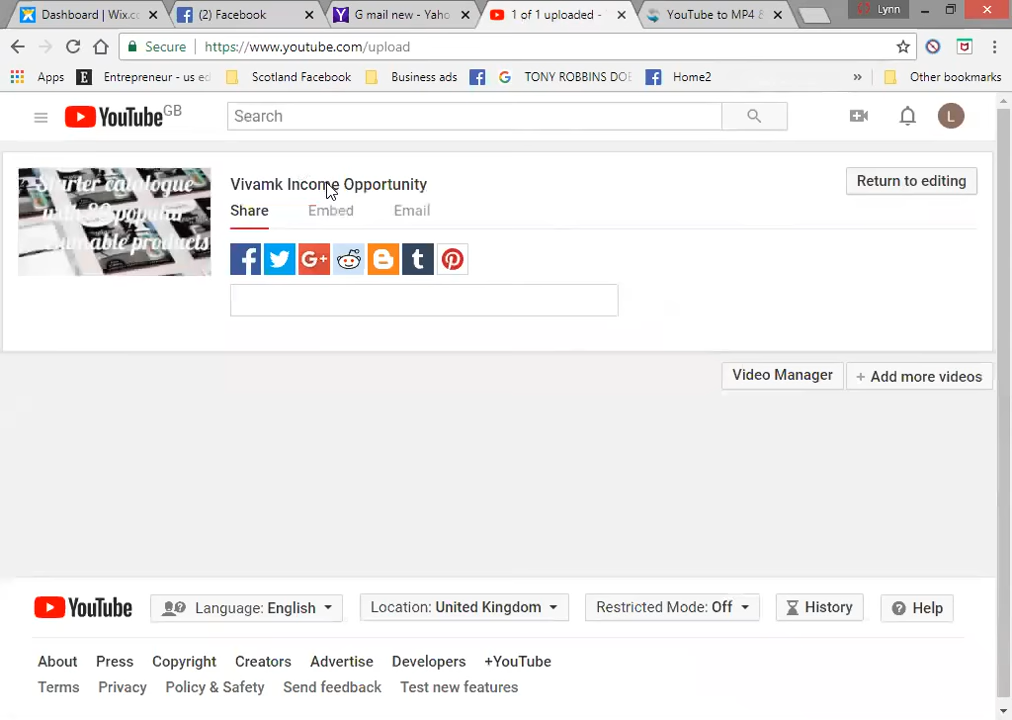 Dashboard | Wix.c
(2) Facebook
G mail new - Yaho
1 of 1 uploaded -
YouTube to MP4 &
Lynn
Secure
https://www.youtube.com/upload
Apps
Entrepreneur - us ed
Scotland Facebook
Business ads
TONY ROBBINS DOE
Home2
»
Other bookmarks
YouTube GB
Search
L
Starter catalogue
with 80 popular
products
Vivamk Income Opportunity
Return to editing
Share
Embed
Email
f
G+
B
t
Video Manager
+ Add more videos
YouTube
Language: English
Location: United Kingdom
Restricted Mode: Off
History
Help
About
Press
Copyright
Creators
Advertise
Developers
+YouTube
Terms
Privacy
Policy & Safety
Send feedback
Test new features